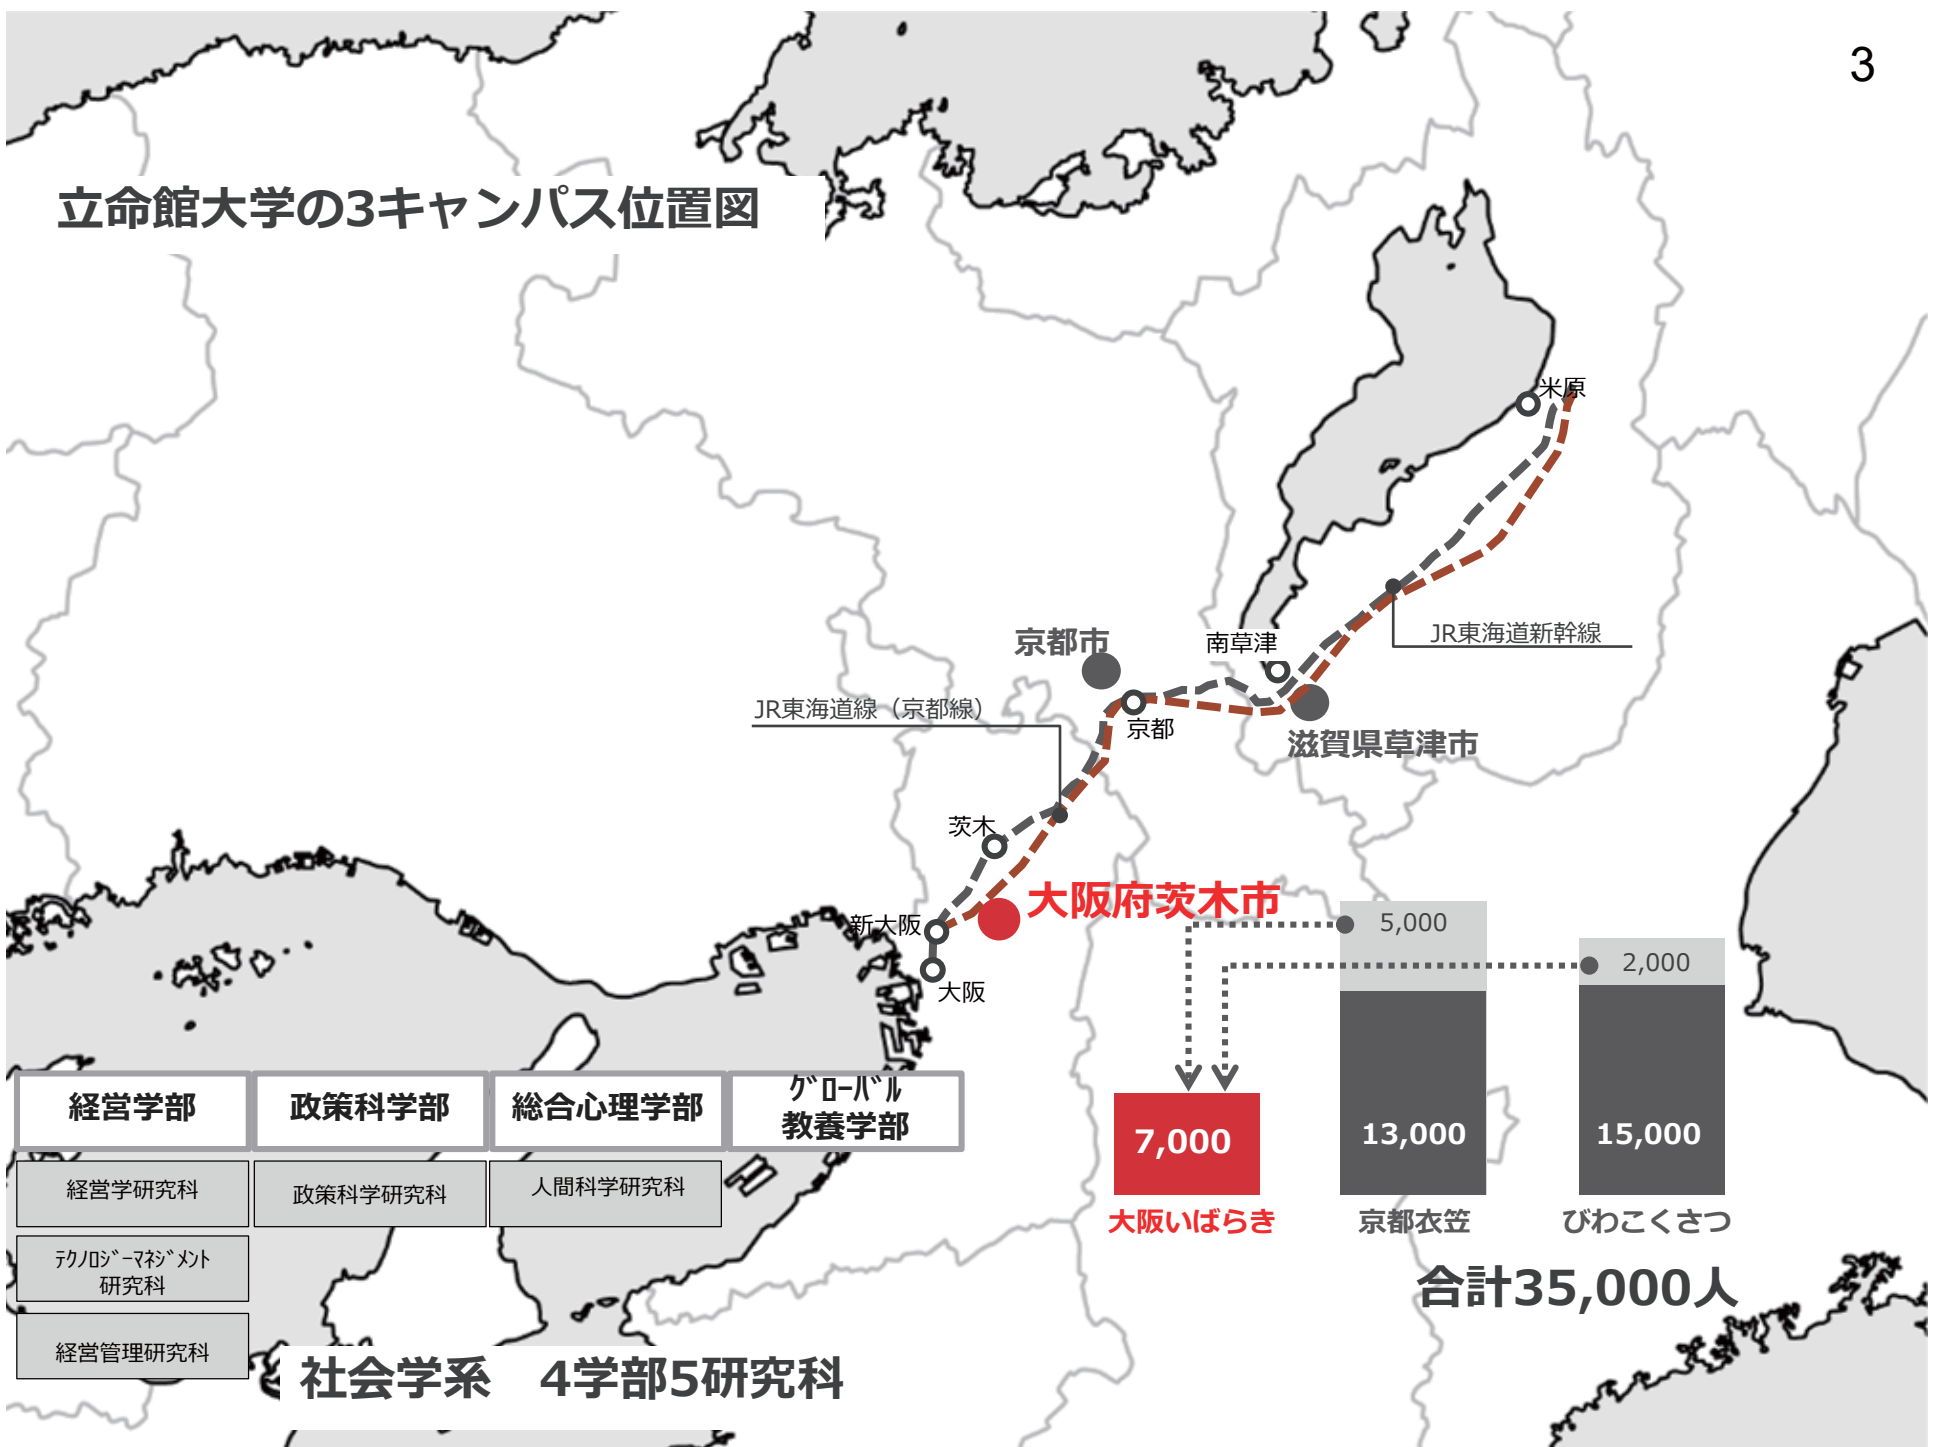 3
立命館大学の3キャンパス位置図
米原
JR東海道新幹線
南草津
京都市
JR東海道線（京都線）
京都
滋賀県草津市
茨木
大阪府茨木市
新大阪
大阪
5,000
2,000
7,000
13,000
15,000
大阪いばらき
京都衣笠
びわこくさつ
合計35,000人
経営学部
政策科学部
総合心理学部
ｸﾞﾛｰﾊﾞﾙ
教養学部
経営学研究科
政策科学研究科
人間科学研究科
ﾃｸﾉﾛｼﾞｰﾏﾈｼﾞﾒﾝﾄ
研究科
経営管理研究科
社会学系　4学部5研究科